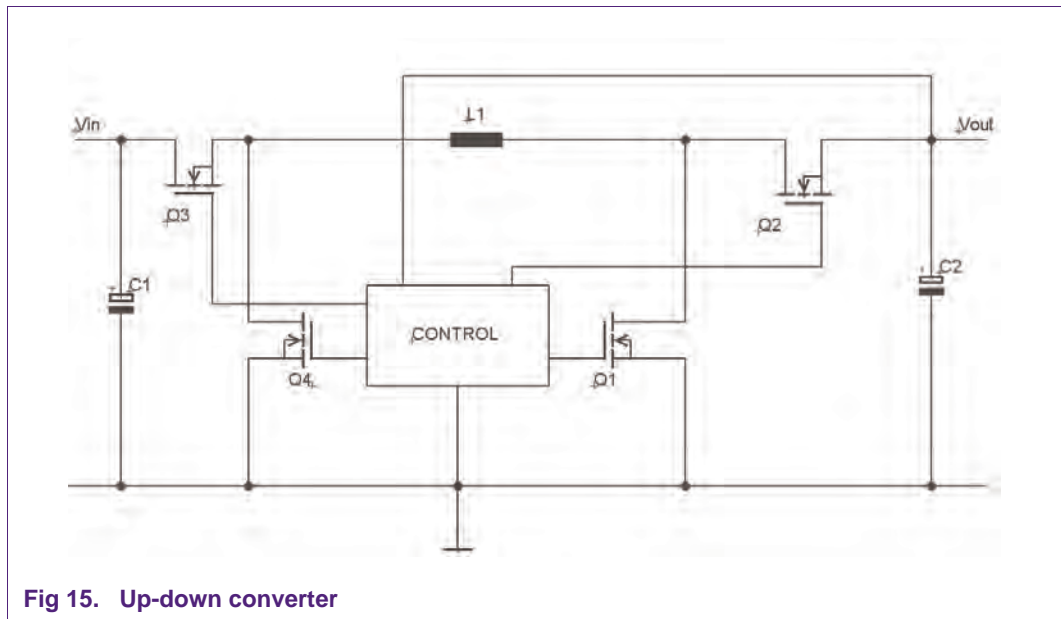 L1
Vin
Vout
Q3
Q2
C1
C2
CONTROL
Q4
Q1
Fig 15. Up-down converter